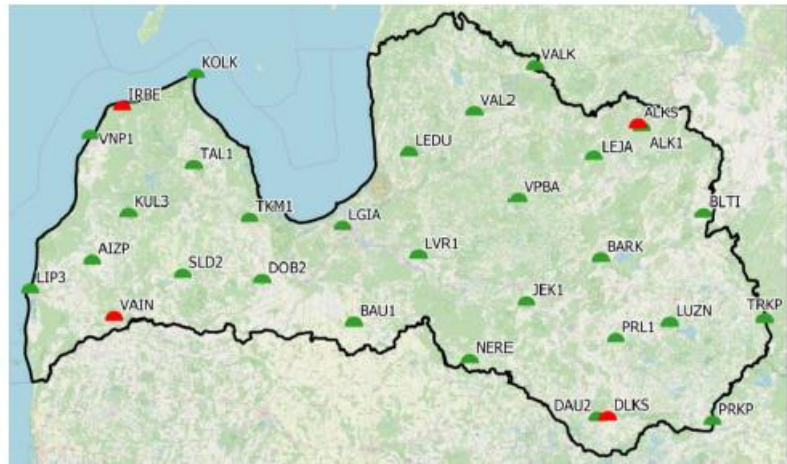 KOLK
VALK
IRBE
VAL2
ALKS
VNP1
ALK1
LEDU
LEJA
TAL1
VPBA
KUL3
BLTI
TKM1
LGIA
AIZP
LVR1
BARK
SLD2
DOB2
LIP3
JEK1
VAIN
BAU1
LUZN
TRKP
PRL1
NERE
DAU2
DLKS
PRKP